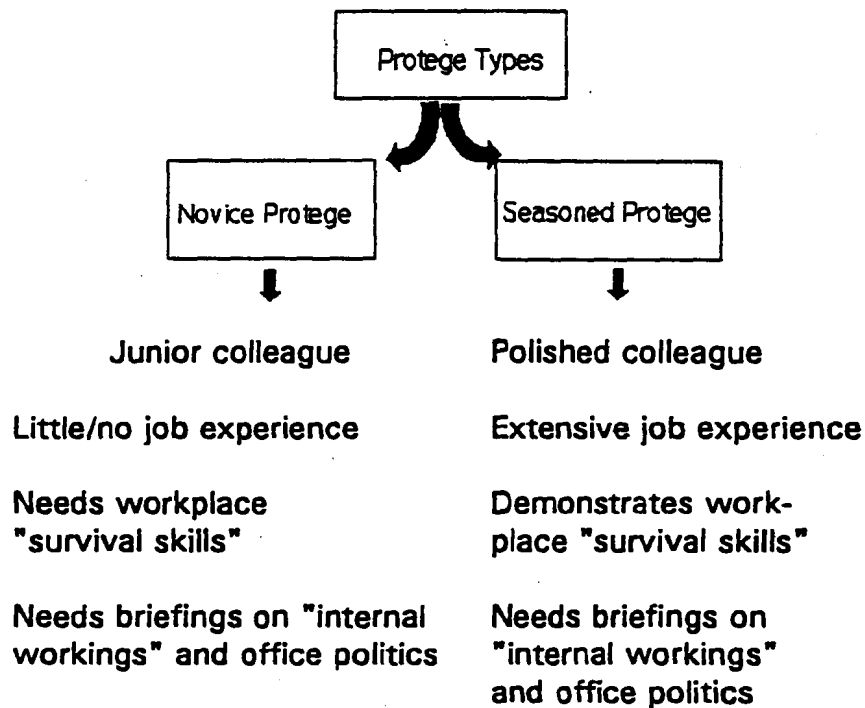 Protege Types
Novice Protege
Seasoned Protege
Junior colleague
Little/no job experience
Needs workplace
"survival skills"
Needs briefings on "internal
workings" and office politics
Polished colleague
Extensive job experience
Demonstrates work-
place "survival skills"
Needs briefings on
"internal workings"
and office politics